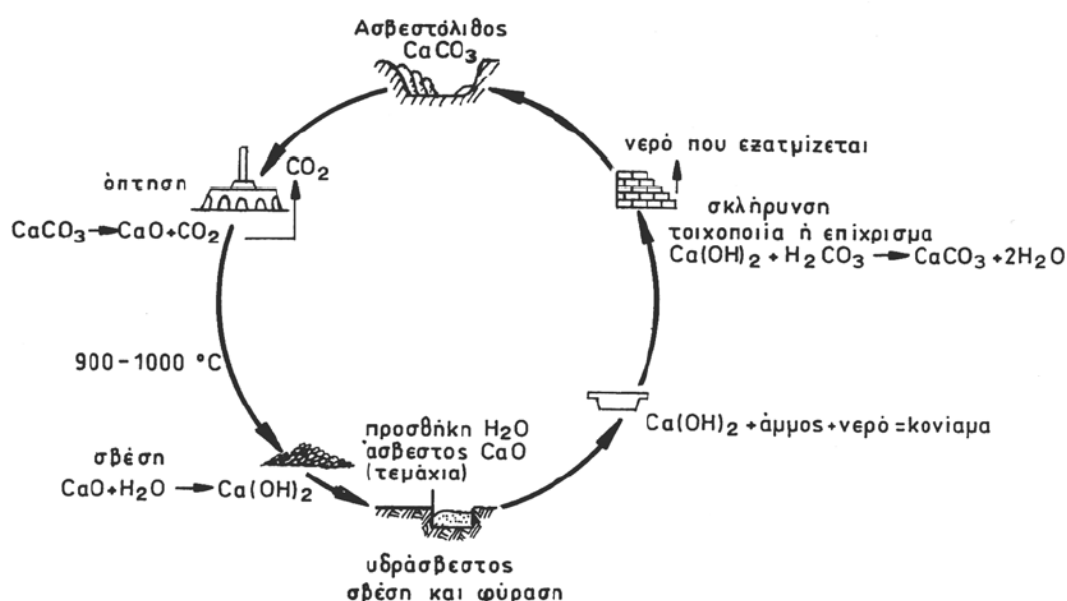 Ασβεστόλιθος
CaCO3
CO2
όπτηση
CaCO3→CaO+CO2
900-1000 °C
σβέση
CaO+H2O→Ca(OH)2
προσθήκη H2O
άσβεστος CaO
(τεμάχια)
υδράσβεστος
σβέση και φύραση
Ca(OH)2+άμμος+νερό=κονίαμα
νερό που εξατμίζεται
σκλήρυνση
τοιχοποιία ή επίχρισμα
Ca(OH)2+H2CO3→CaCO3+2H2O